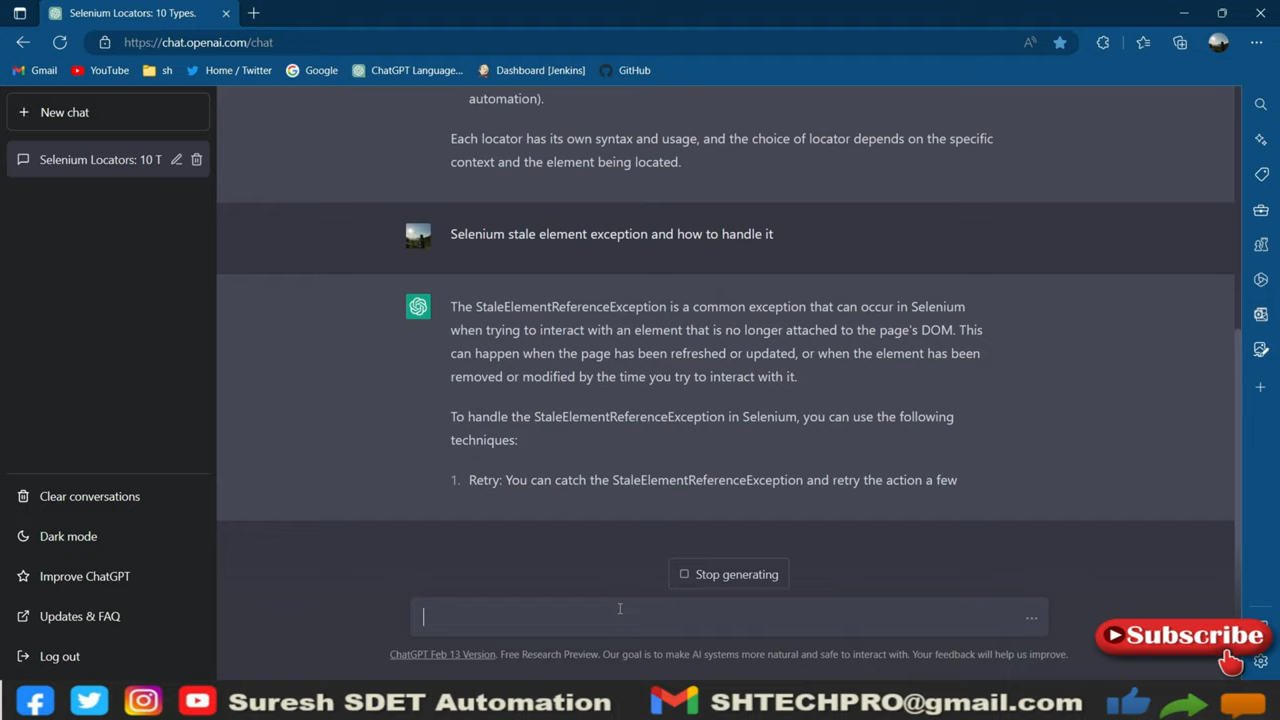 Selenium Locators: 10 Types.
https://chat.openai.com/chat
Gmail
YouTube
sh
Home / Twitter
Google
ChatGPT Language...
Dashboard [Jenkins]
GitHub
New chat
Selenium Locators: 10 T
automation).
Each locator has its own syntax and usage, and the choice of locator depends on the specific
context and the element being located.
Selenium stale element exception and how to handle it
The StaleElementReferenceException is a common exception that can occur in Selenium
when trying to interact with an element that is no longer attached to the page's DOM. This
can happen when the page has been refreshed or updated, or when the element has been
removed or modified by the time you try to interact with it.
To handle the StaleElementReferenceException in Selenium, you can use the following
techniques:
1. Retry: You can catch the StaleElementReferenceException and retry the action a few
Clear conversations
Dark mode
Improve ChatGPT
Updates & FAQ
Log out
Stop generating
ChatGPT Feb 13 Version. Free Research Preview. Our goal is to make AI systems more natural and safe to interact with. Your feedback will help us improve.
Subscribe
Suresh SDET Automation
SHTECHPRO@gmail.com